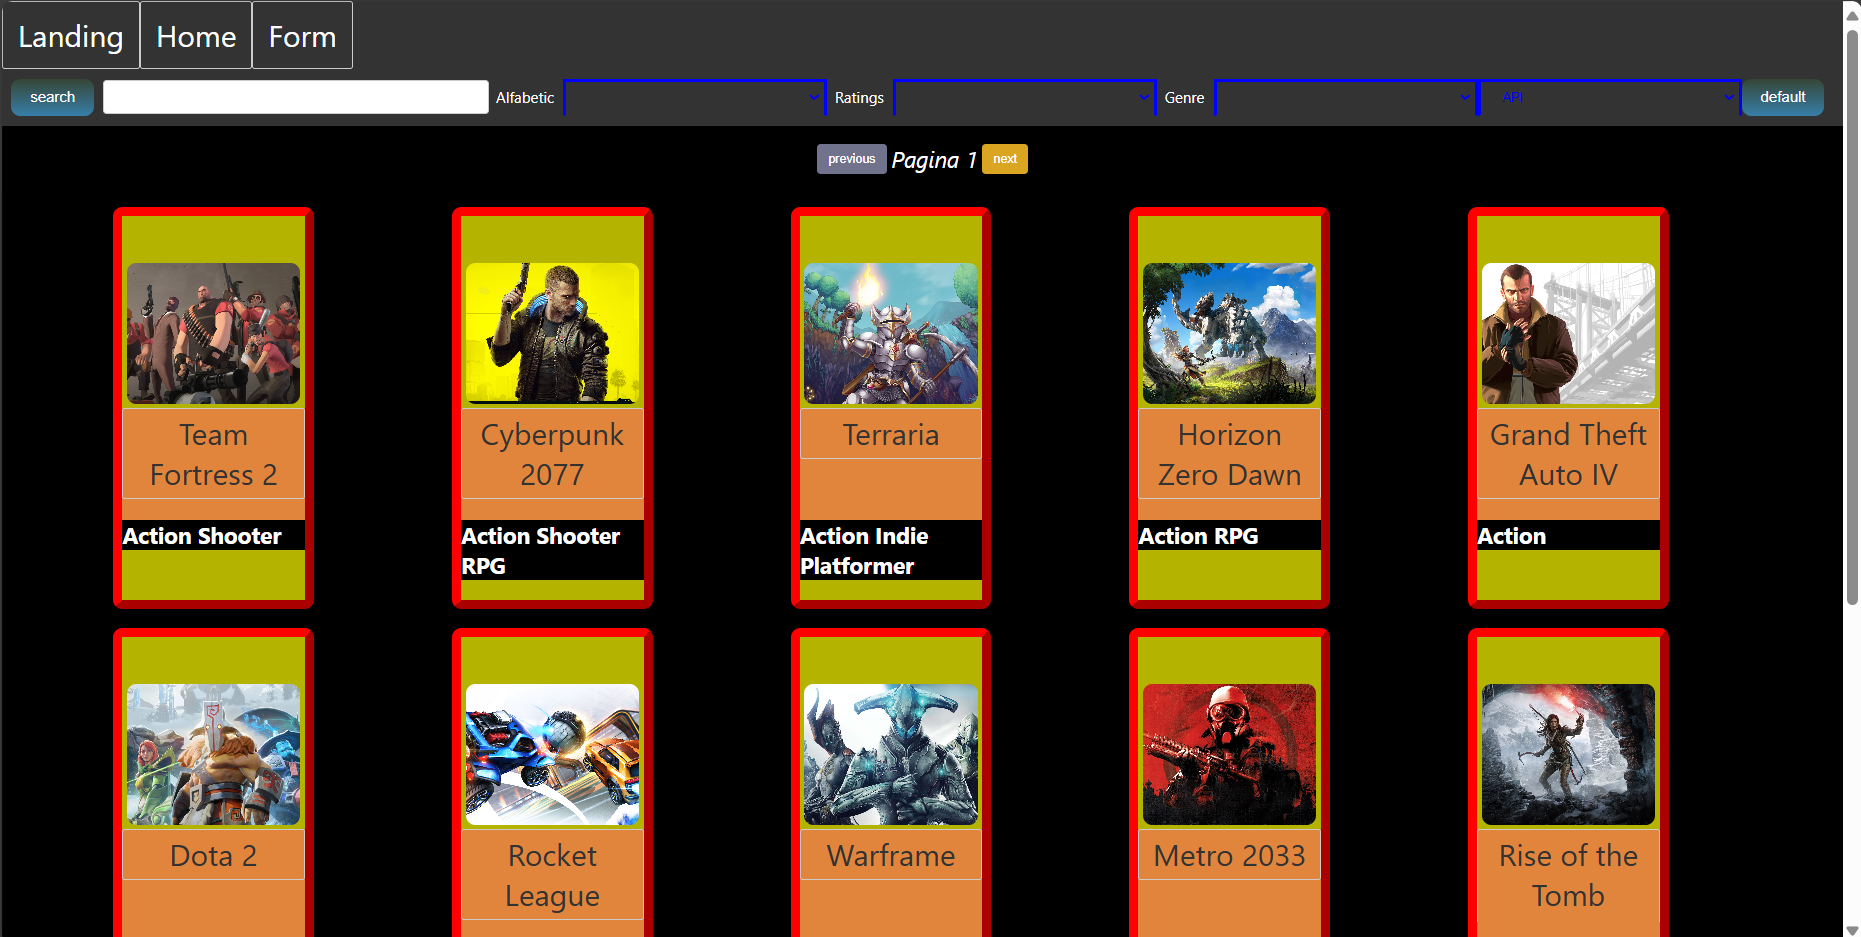 Landing Home Form
search Alfabetic Ratings Genre API default
previous Pagina 1 next
Team
Fortress 2
Action Shooter
Cyberpunk
2077
Action Shooter
RPG
Terraria
Action Indie
Platformer
Horizon
Zero Dawn
Action RPG
Grand Theft
Auto IV
Action
Dota 2
Rocket
League
Warframe
Metro 2033
Rise of the
Tomb